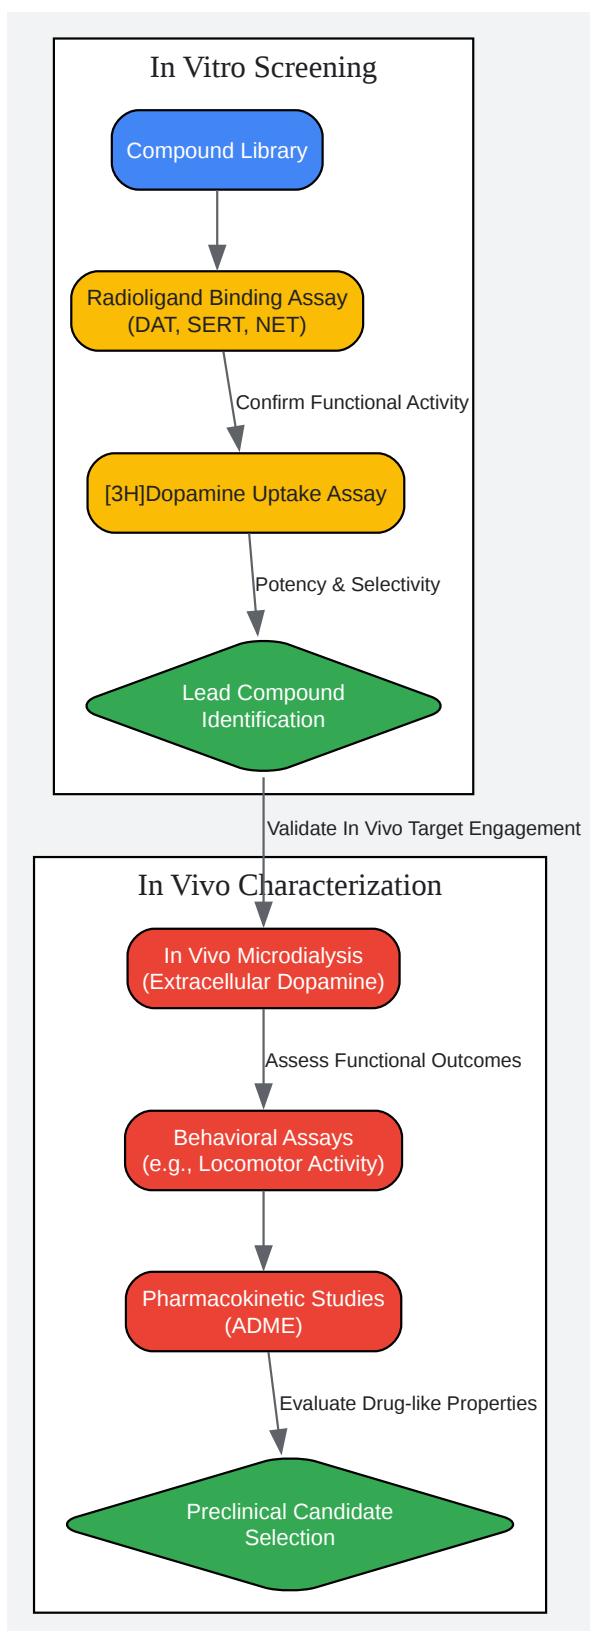 In Vitro Screening
Compound Library
Radioligand Binding Assay
(DAT, SERT, NET)
Confirm Functional Activity
[3H]Dopamine Uptake Assay
Potency & Selectivity
Lead Compound
Identification
Validate In Vivo Target Engagement
In Vivo Characterization
In Vivo Microdialysis
(Extracellular Dopamine)
Assess Functional Outcomes
Behavioral Assays
(e.g., Locomotor Activity)
Pharmacokinetic Studies
(ADME)
Evaluate Drug-like Properties
Preclinical Candidate
Selection